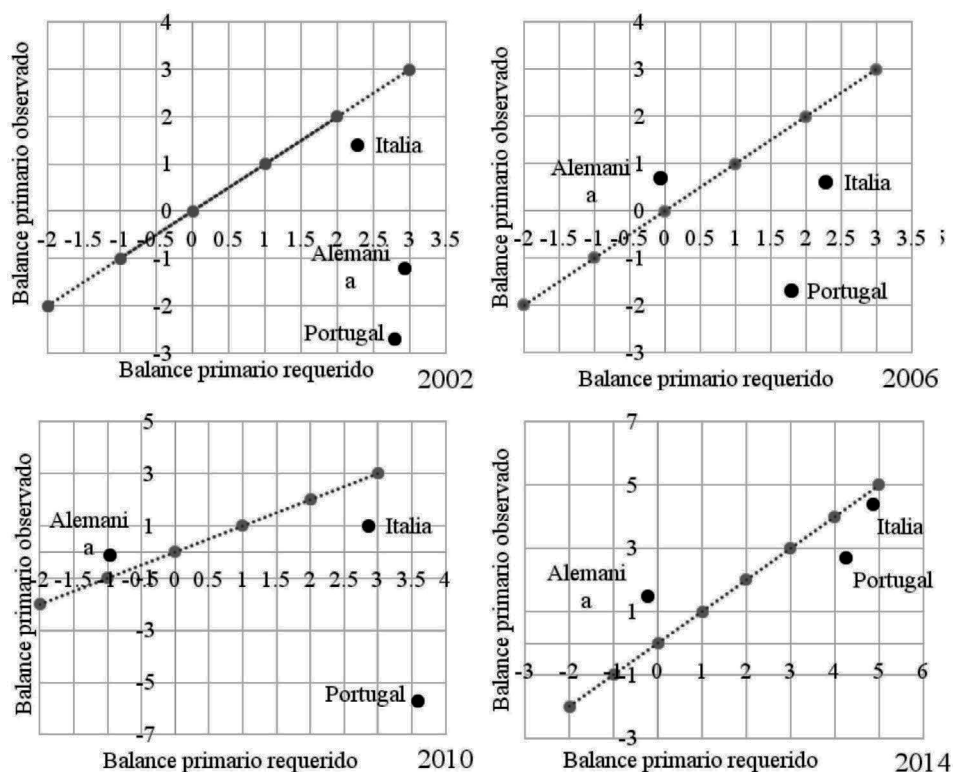 Balance primario observado
4
3
2
1
0
-1
-2
-3
-2 -1.5 -1 -0.5 0 0.5 1 1.5 2 2.5 3 3.5
Italia
Alemani
a
Portugal
Balance primario requerido
2002
Balance primario observado
4
3
2
1
0
-1
-2
-3
-2 -1.5 -1 -0.5 0 0.5 1 1.5 2 2.5 3 3.5
Alemani
a
Italia
Portugal
Balance primario requerido
2006
Balance primario observado
5
3
1
-1
-3
-5
-7
-2 -1.5 -1 -0.5 0 0.5 1 1.5 2 2.5 3 3.5 4
Alemani
a
Italia
Portugal
Balance primario requerido
2010
Balance primario observado
7
5
3
1
-1
-3
-3 -2 -1 0 1 2 3 4 5 6
Alemani
a
Italia
Portugal
Balance primario requerido
2014